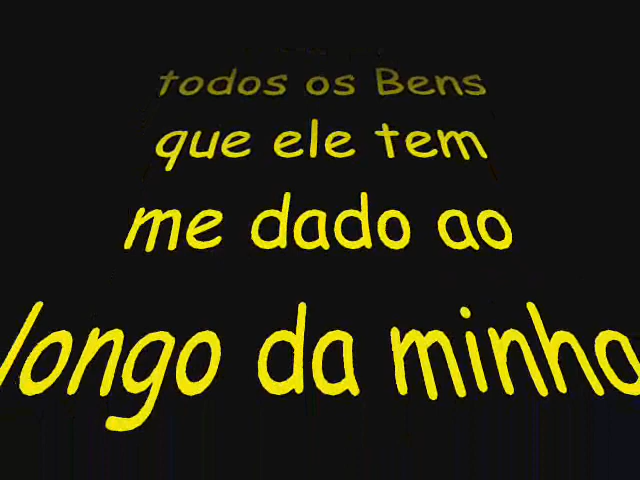 todos os Bens
que ele tem
me dado ao
longo da minha